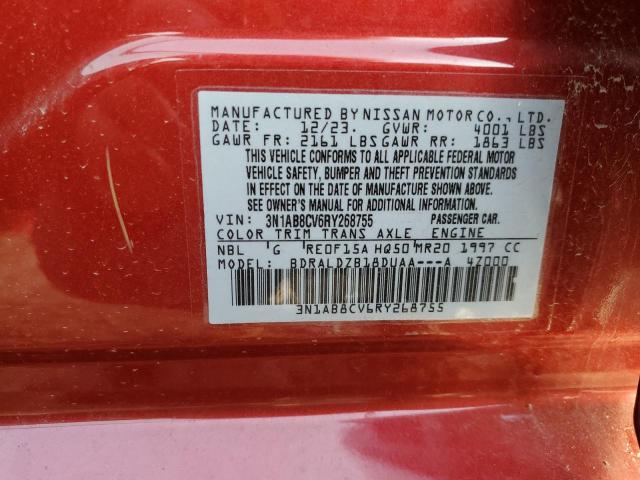 MANUFACTURED BY NISSAN MOTOR CO., LTD.
DATE: 12/23. GVWR: 4001 LBS
GAWR FR: 2161 LBS GAWR RR: 1863 LBS
THIS VEHICLE CONFORMS TO ALL APPLICABLE FEDERAL MOTOR
VEHICLE SAFETY, BUMPER AND THEFT PREVENTION STANDARDS
IN EFFECT ON THE DATE OF MANUFACTURE SHOWN ABOVE.
SEE OWNER'S MANUAL FOR ADDITIONAL INFORMATION.
VIN: 3N1AB8CV6RY268755 PASSENGER CAR.
COLOR TRIM TRANS AXLE ENGINE
NBL G RE0F15A HQ50 MR20 1997 CC
MODEL: BDRALDZB18DUAA---A 4Z000
3N1AB8CV6RY268755